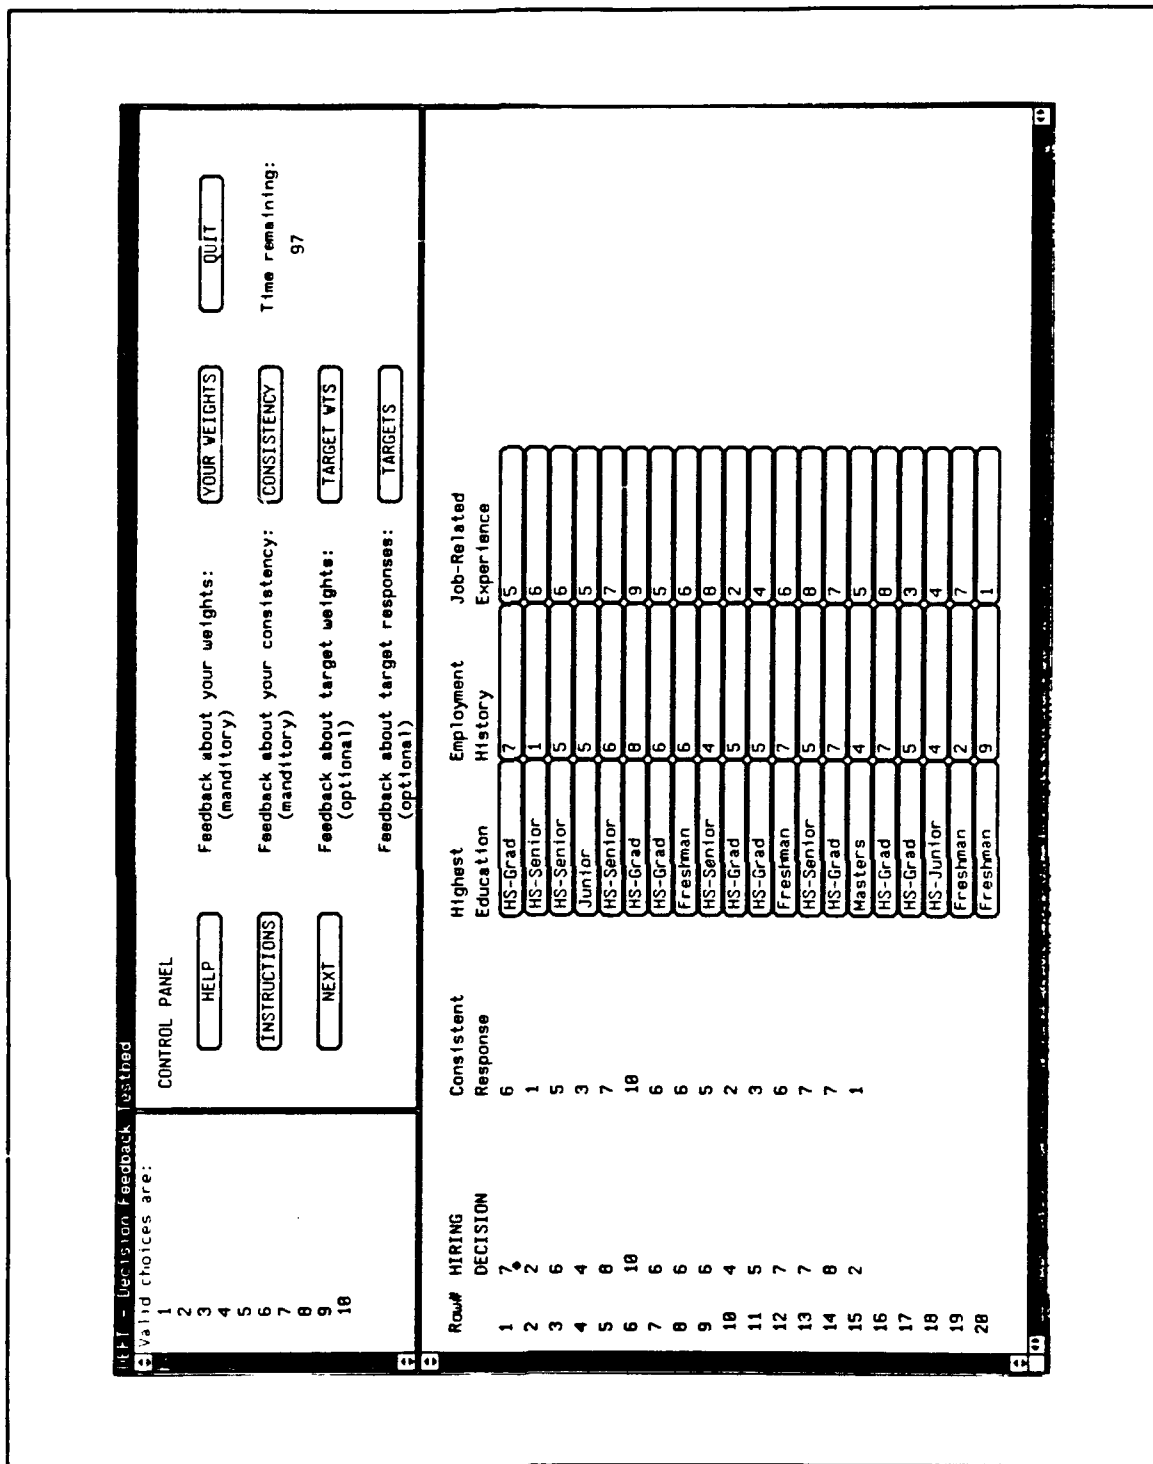 - Decision Feedback Testbed
Valid choices are:
1
2
3
4
5
6
7
8
9
10
CONTROL PANEL
HELP
INSTRUCTIONS
NEXT
Feedback about your weights:
(manditory)
YOUR WEIGHTS
Feedback about your consistency:
(manditory)
CONSISTENCY
Feedback about target weights:
(optional)
TARGET WTS
Feedback about target responses:
(optional)
TARGETS
QUIT
Time remaining:
97
Row# HIRING Consistent Highest Employment Job-Related
DECISION Response Education History Experience
1 7 6 HS-Grad 7 5
2 2 1 HS-Senior 1 6
3 6 5 HS-Senior 5 6
4 4 3 Junior 5 5
5 8 7 HS-Senior 6 7
6 10 10 HS-Grad 8 9
7 6 6 HS-Grad 6 5
8 6 6 Freshman 6 6
9 6 5 HS-Senior 4 8
10 4 2 HS-Grad 5 2
11 5 3 HS-Grad 5 4
12 7 6 Freshman 7 6
13 7 7 HS-Senior 5 8
14 8 7 HS-Grad 7 7
15 2 1 Masters 4 5
16 HS-Grad 7 8
17 HS-Grad 5 3
18 HS-Junior 4 4
19 Freshman 2 7
20 Freshman 9 1